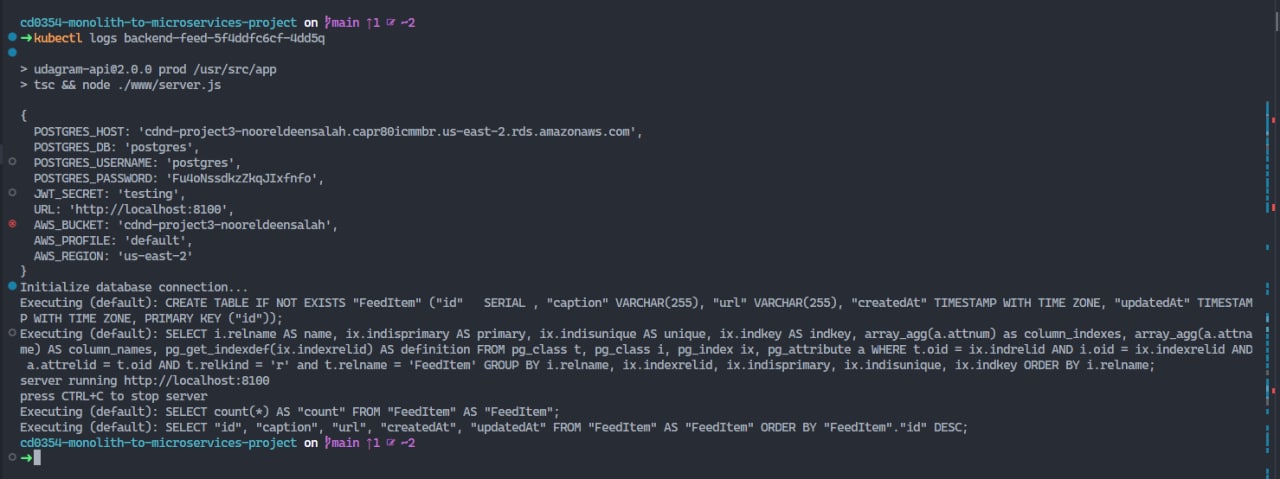 cd0354-monolith-to-microservices-project on main ↑1 ~2
→kubectl logs backend-feed-5f4ddfc6cf-4dd5q
> udagram-api@2.0.0 prod /usr/src/app
> tsc && node ./www/server.js
{
POSTGRES_HOST: 'cdnd-project3-nooreldeensalah.capr80icmmbr.us-east-2.rds.amazonaws.com',
POSTGRES_DB: 'postgres',
POSTGRES_USERNAME: 'postgres',
POSTGRES_PASSWORD: 'Fu4oNssdkzZkqJIxfnfo',
JWT_SECRET: 'testing',
URL: 'http://localhost:8100',
AWS_BUCKET: 'cdnd-project3-nooreldeensalah',
AWS_PROFILE: 'default',
AWS_REGION: 'us-east-2'
}
Initialize database connection...
Executing (default): CREATE TABLE IF NOT EXISTS "FeedItem" ("id"   SERIAL , "caption" VARCHAR(255), "url" VARCHAR(255), "createdAt" TIMESTAMP WITH TIME ZONE, "updatedAt" TIMESTAM
P WITH TIME ZONE, PRIMARY KEY ("id"));
Executing (default): SELECT i.relname AS name, ix.indisprimary AS primary, ix.indisunique AS unique, ix.indkey AS indkey, array_agg(a.attnum) as column_indexes, array_agg(a.attna
me) AS column_names, pg_get_indexdef(ix.indexrelid) AS definition FROM pg_class t, pg_class i, pg_index ix, pg_attribute a WHERE t.oid = ix.indrelid AND i.oid = ix.indexrelid AND
a.attrelid = t.oid AND t.relkind = 'r' and t.relname = 'FeedItem' GROUP BY i.relname, ix.indexrelid, ix.indisprimary, ix.indisunique, ix.indkey ORDER BY i.relname;
server running http://localhost:8100
press CTRL+C to stop server
Executing (default): SELECT count(*) AS "count" FROM "FeedItem" AS "FeedItem";
Executing (default): SELECT "id", "caption", "url", "createdAt", "updatedAt" FROM "FeedItem" AS "FeedItem" ORDER BY "FeedItem"."id" DESC;
cd0354-monolith-to-microservices-project on main ↑1 ~2
→